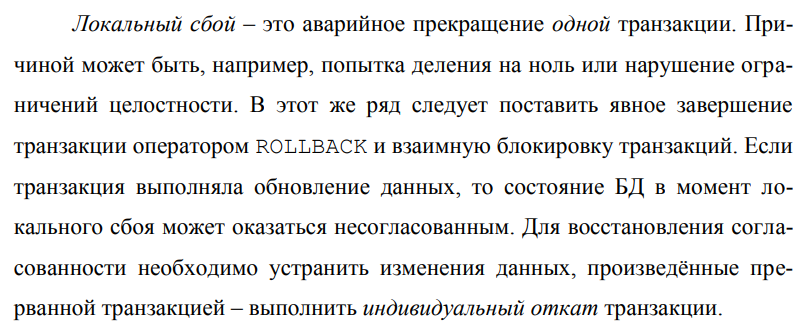 Локальный сбой – это аварийное прекращение одной транзакции. При-
чиной может быть, например, попытка деления на ноль или нарушение огра-
ничений целостности. В этот же ряд следует поставить явное завершение
транзакции оператором ROLLBACK и взаимную блокировку транзакций. Если
транзакция выполняла обновление данных, то состояние БД в момент ло-
кального сбоя может оказаться несогласованным. Для восстановления согла-
сованности необходимо устранить изменения данных, произведённые пре-
рванной транзакцией – выполнить индивидуальный откат транзакции.